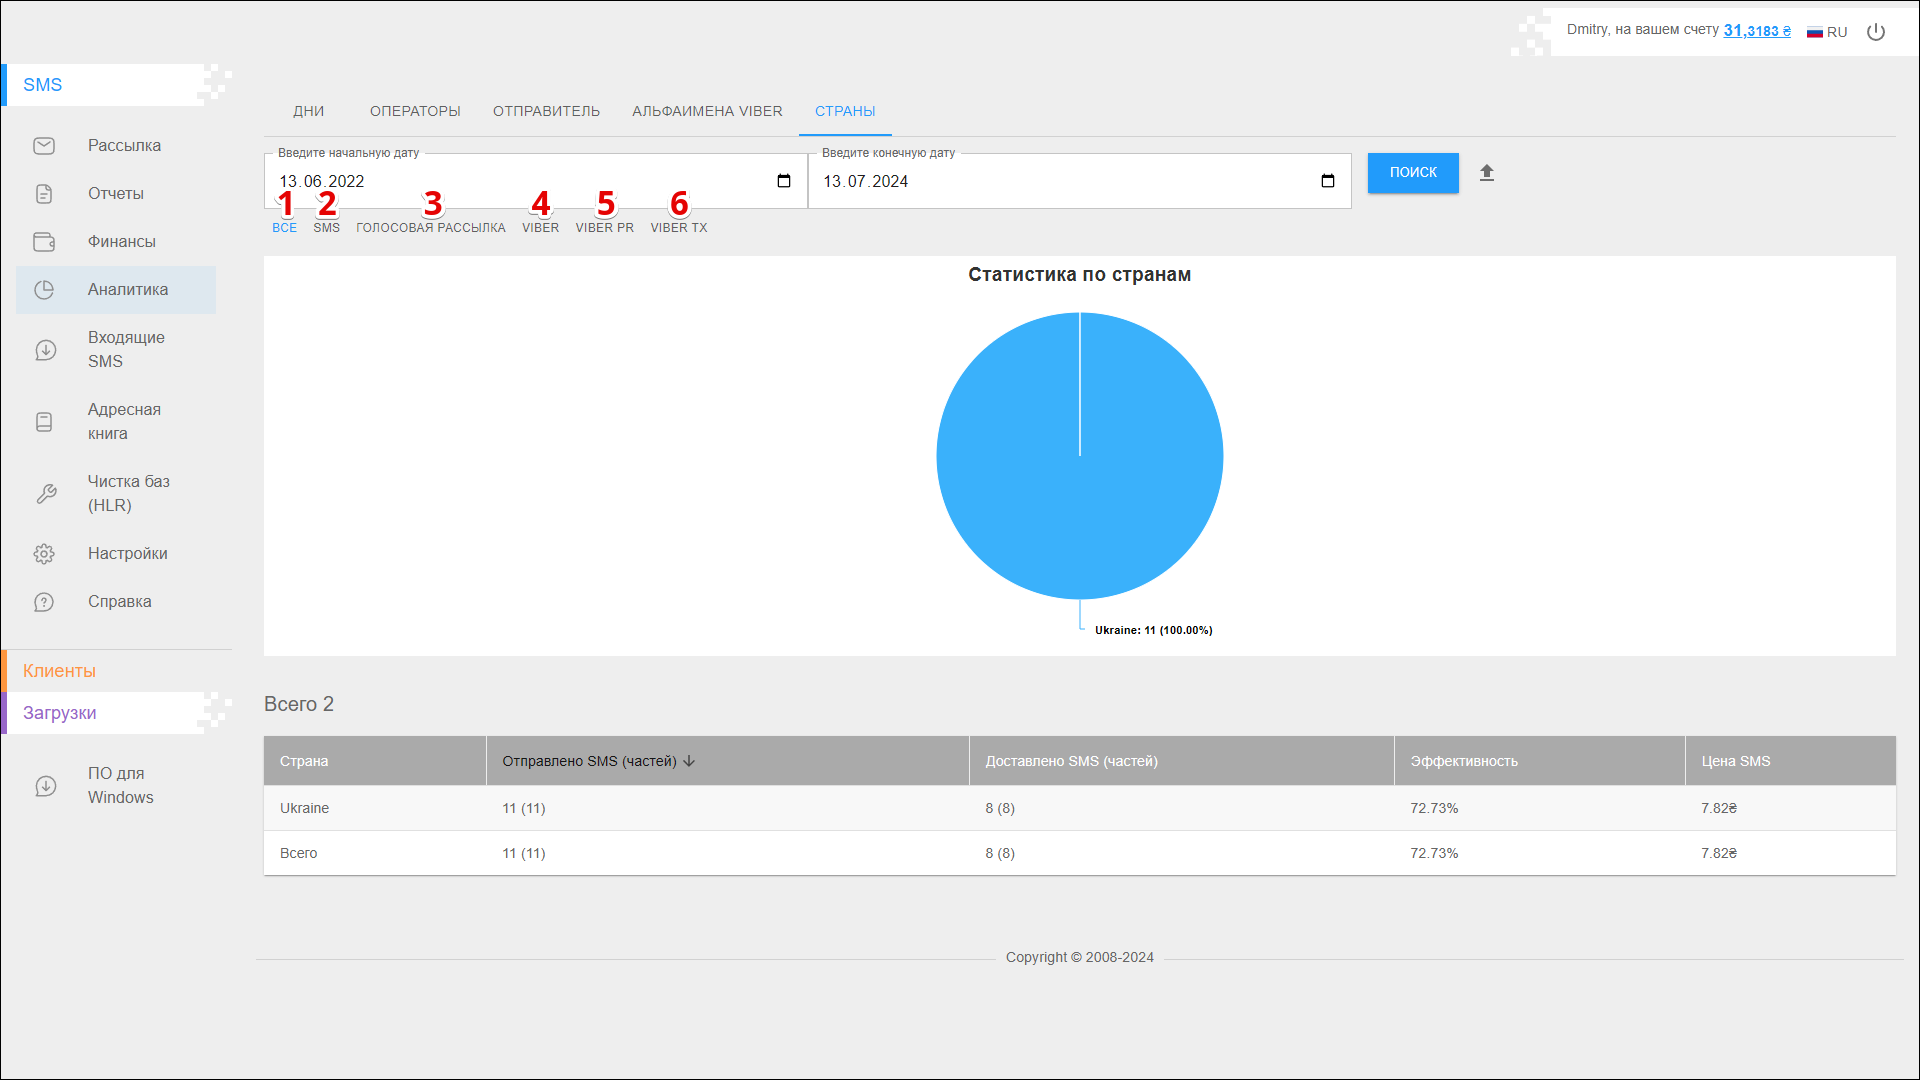 Dmitry, на вашем счету 31,3183 ₴ RU
SMS
Рассылка
Отчеты
Финансы
Аналитика
Входящие
SMS
Адресная
книга
Чистка баз
(HLR)
Настройки
Справка
Клиенты
Загрузки
ПО для
Windows
ДНИ ОПЕРАТОРЫ ОТПРАВИТЕЛЬ АЛЬФАИМЕНА VIBER СТРАНЫ
Введите начальную дату Введите конечную дату
13.06.2022 13.07.2024 ПОИСК
1 2 3 4 5 6
ВСЕ SMS ГОЛОСОВАЯ РАССЫЛКА VIBER VIBER PR VIBER TX
Статистика по странам
Ukraine: 11 (100.00%)
Всего 2
Страна Отправлено SMS (частей) Доставлено SMS (частей) Эффективность Цена SMS
Ukraine 11 (11) 8 (8) 72.73% 7.82₴
Всего 11 (11) 8 (8) 72.73% 7.82₴
Copyright © 2008-2024